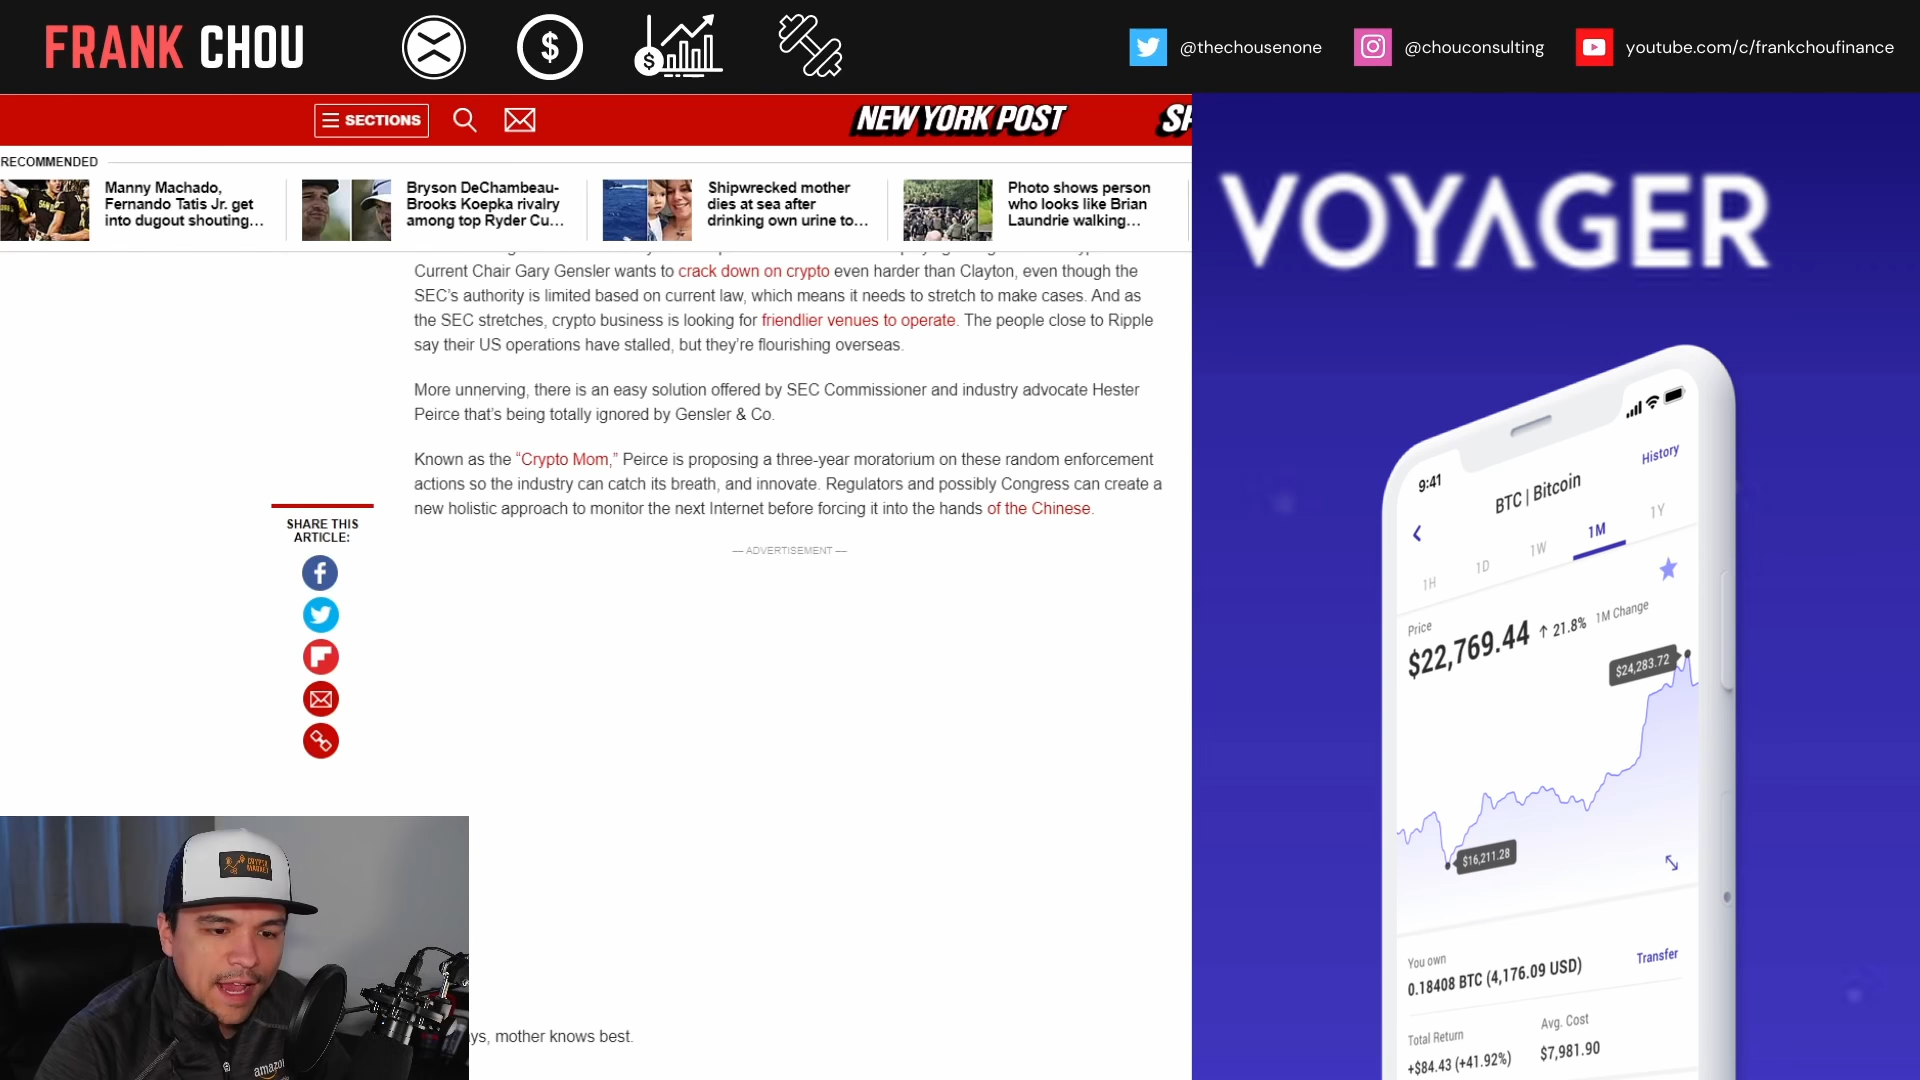 FRANK CHOU
@thechousenone
@chouconsulting
youtube.com/c/frankchoufinance
SECTIONS
NEW YORK POST
RECOMMENDED
Manny Machado,
Fernando Tatis Jr. get
into dugout shouting…
Bryson DeChambeau-
Brooks Koepka rivalry
among top Ryder Cu…
Shipwrecked mother
dies at sea after
drinking own urine to…
Photo shows person
who looks like Brian
Laundrie walking…
Current Chair Gary Gensler wants to crack down on crypto even harder than Clayton, even though the
SEC’s authority is limited based on current law, which means it needs to stretch to make cases. And as
the SEC stretches, crypto business is looking for friendlier venues to operate. The people close to Ripple
say their US operations have stalled, but they’re flourishing overseas.
More unnerving, there is an easy solution offered by SEC Commissioner and industry advocate Hester
Peirce that’s being totally ignored by Gensler & Co.
Known as the “Crypto Mom,” Peirce is proposing a three-year moratorium on these random enforcement
actions so the industry can catch its breath, and innovate. Regulators and possibly Congress can create a
new holistic approach to monitor the next Internet before forcing it into the hands of the Chinese.
— ADVERTISEMENT —
SHARE THIS
ARTICLE:
mother knows best.
CRYPTO
MARKET
amazon
VOYAGER
9:41
History
BTC | Bitcoin
1H 1D 1W 1M 1Y
Price
$22,769.44 ↑ 21.8% 1M Change
$24,283.72
$16,211.28
You own
0.18408 BTC (4,176.09 USD)
Transfer
Total Return
+$84.43 (+41.92%)
Avg. Cost
$7,981.90